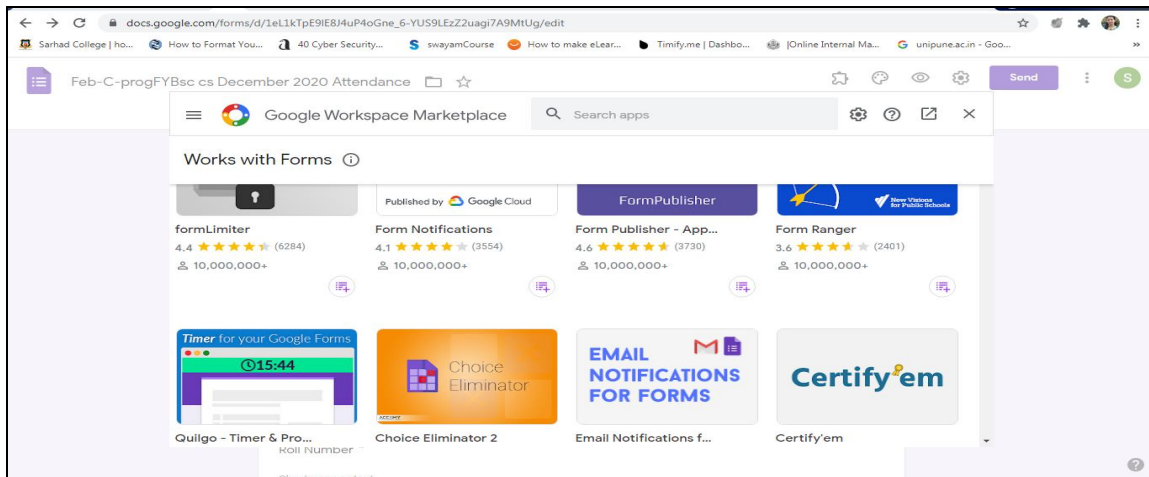 docs.google.com/forms/d/1eL1kTpE9IE8J4uP4oGne_6-YUS9LEzZ2uagi7A9MtUg/edit
Sarhad College | ho... How to Format You... 40 Cyber Security... swayamCourse How to make eLear... Timify.me | Dashbo... |Online Internal Ma... unipune.ac.in - Goo... »
Feb-C-progFYBsc cs December 2020 Attendance Send S
Google Workspace Marketplace Search apps
Works with Forms
Published by Google Cloud FormPublisher New Visions for Public Schools
formLimiter Form Notifications Form Publisher - App... Form Ranger
4.4 (6284) 4.1 (3554) 4.6 (3730) 3.6 (2401)
10,000,000+ 10,000,000+ 10,000,000+ 10,000,000+
Timer for your Google Forms
15:44
Choice Eliminator
EMAIL NOTIFICATIONS FOR FORMS
Certify'em
Quilgo - Timer & Pro... Choice Eliminator 2 Email Notifications f... Certify'em
Roll Number *